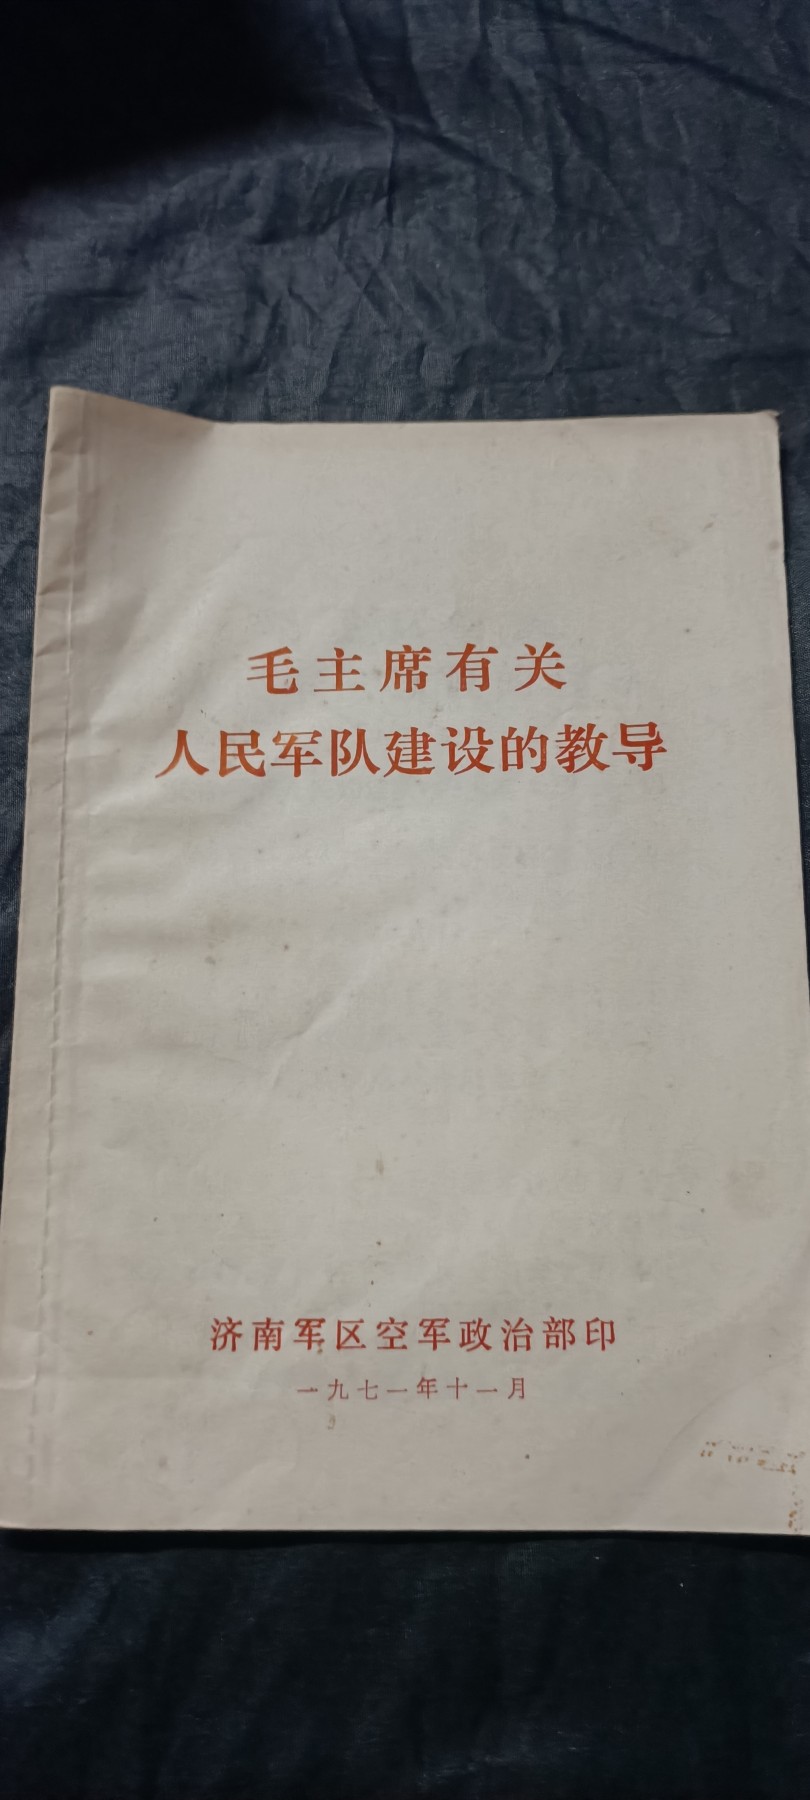 毛主席有关
人民军队建设的教导
济南军区空军政治部印
一九七一年十一月